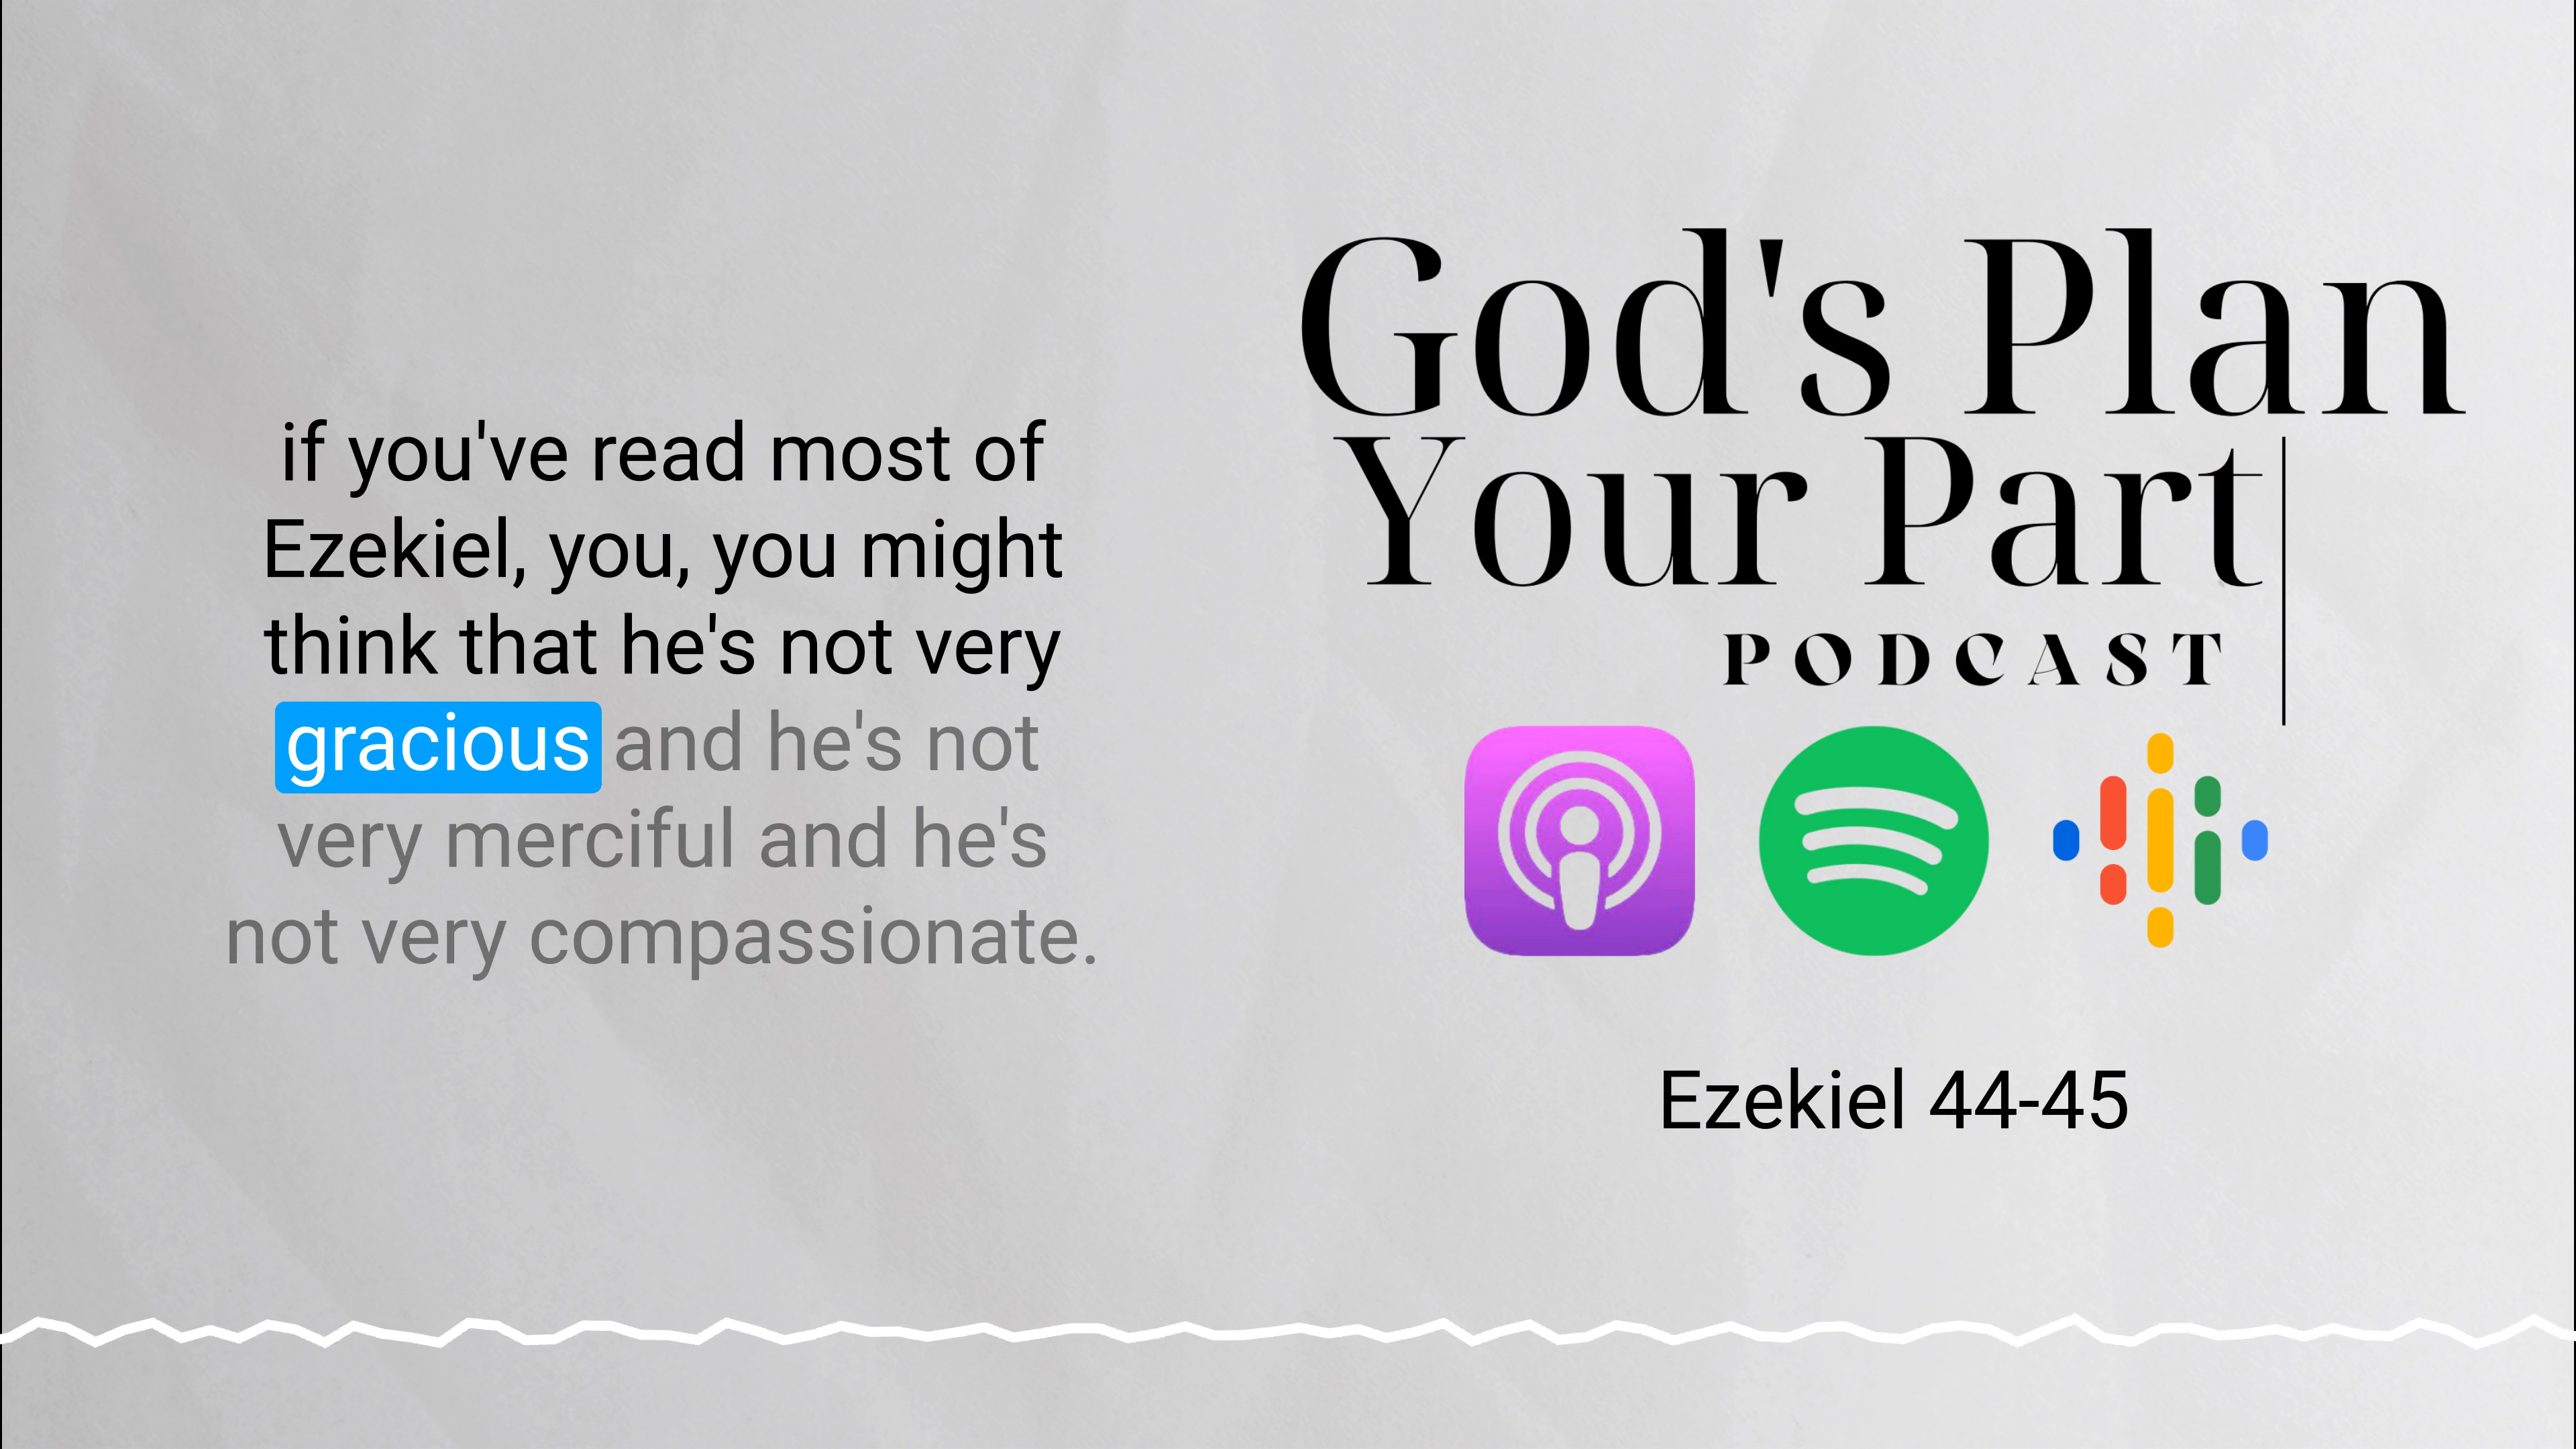 if you've read most of
Ezekiel, you, you might
think that he's not very
gracious and he's not
very merciful and he's
not very compassionate.
God's Plan
Your Part
PODCAST
Ezekiel 44-45